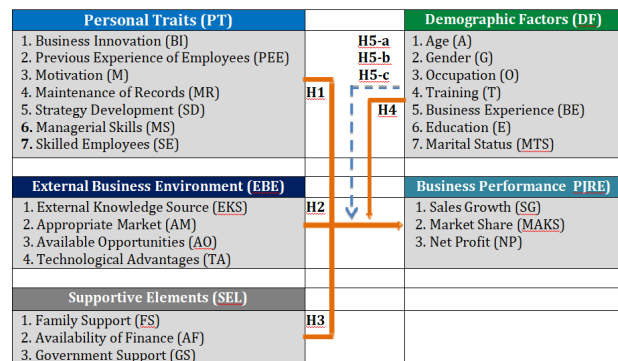 Personal Traits (PT)
1. Business Innovation (BI)
2. Previous Experience of Employees (PEE)
3. Motivation (M)
4. Maintenance of Records (MR)
5. Strategy Development (SD)
6. Managerial Skills (MS)
7. Skilled Employees (SE)
H5-a
H5-b
H5-c
H1
H4
Demographic Factors (DF)
1. Age (A)
2. Gender (G)
3. Occupation (O)
4. Training (T)
5. Business Experience (BE)
6. Education (E)
7. Marital Status (MTS)
External Business Environment (EBE)
1. External Knowledge Source (EKS)
2. Appropriate Market (AM)
3. Available Opportunities (AO)
4. Technological Advantages (TA)
H2
Business Performance P(RE)
1. Sales Growth (SG)
2. Market Share (MAKS)
3. Net Profit (NP)
Supportive Elements (SEL)
1. Family Support (FS)
2. Availability of Finance (AF)
3. Government Support (GS)
H3